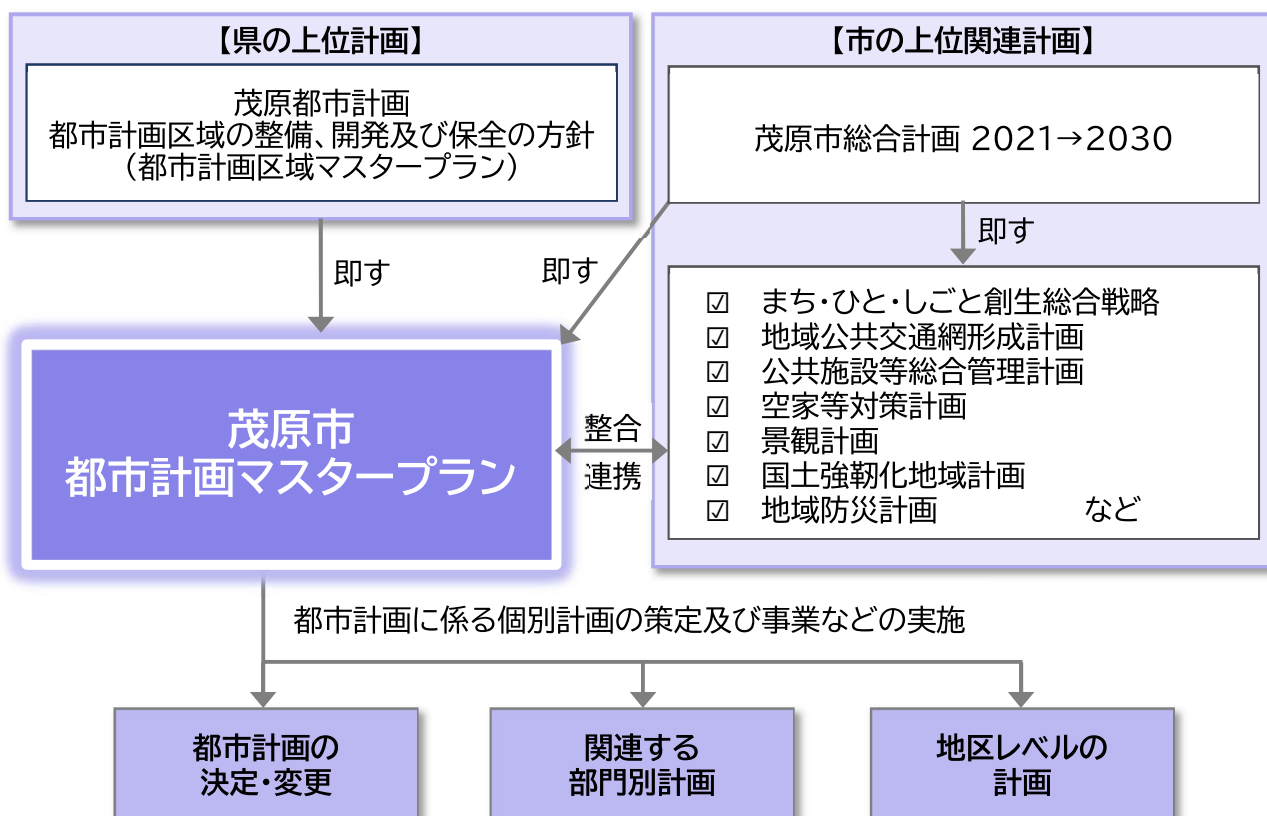 【県の上位計画】
茂原都市計画
都市計画区域の整備、開発及び保全の方針
（都市計画区域マスタープラン）
【市の上位関連計画】
茂原市総合計画 2021→2030
即す
即す
即す
☑ まち・ひと・しごと創生総合戦略
☑ 地域公共交通網形成計画
☑ 公共施設等総合管理計画
☑ 空家等対策計画
☑ 景観計画
☑ 国土強靭化地域計画
☑ 地域防災計画 など
茂原市
都市計画マスタープラン
整合
連携
都市計画に係る個別計画の策定及び事業などの実施
都市計画の
決定・変更
関連する
部門別計画
地区レベルの
計画